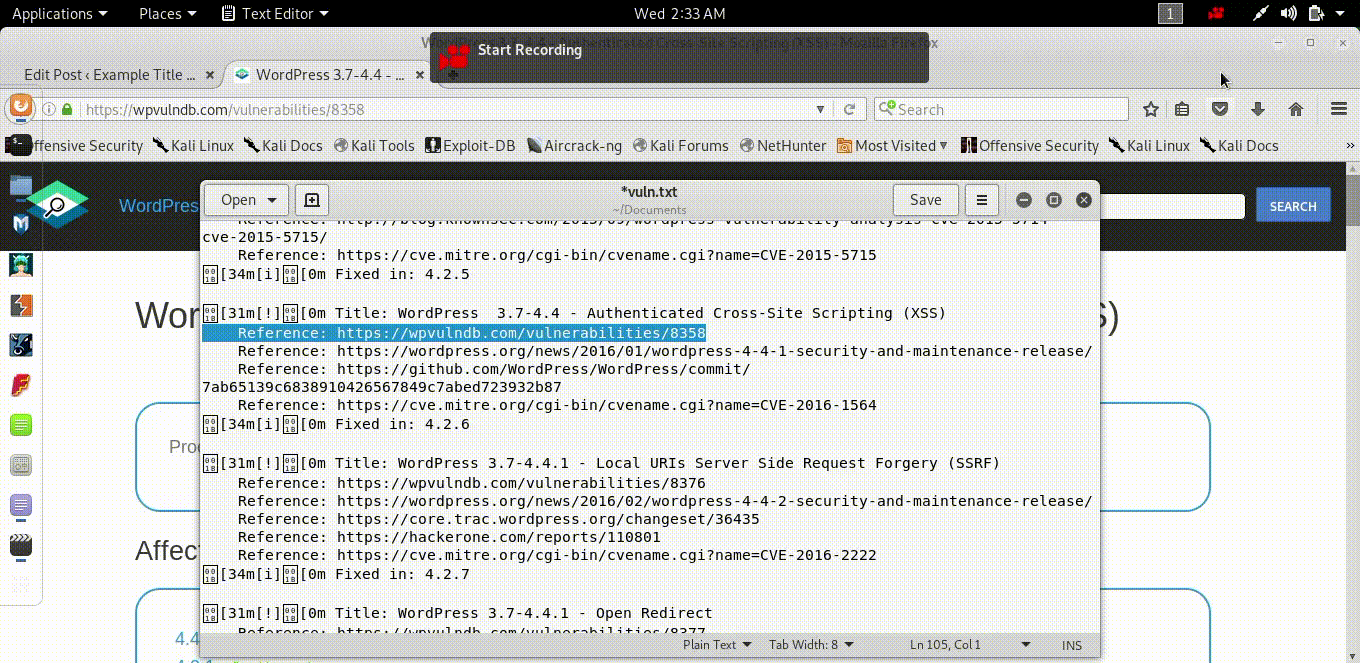 Applications Places Text Editor Wed 2:33 AM 1
Start Recording
Edit Post ‹ Example Title ... × WordPress 3.7-4.4 - ... ×
https://wpvulndb.com/vulnerabilities/8358 Search
Offensive Security Kali Linux Kali Docs Kali Tools Exploit-DB Aircrack-ng Kali Forums NetHunter Most Visited Offensive Security Kali Linux Kali Docs »
WordPres
SEARCH
Open *vuln.txt Save
~/Documents
Reference: http://blog.knownsec.com/2015/09/wordpress-vulnerability-analysis-cve-2015-5714-
cve-2015-5715/
Reference: https://cve.mitre.org/cgi-bin/cvename.cgi?name=CVE-2015-5715
[34m[i][0m Fixed in: 4.2.5
Wor S)
[31m[!][0m Title: WordPress  3.7-4.4 - Authenticated Cross-Site Scripting (XSS)
Reference: https://wpvulndb.com/vulnerabilities/8358
Reference: https://wordpress.org/news/2016/01/wordpress-4-4-1-security-and-maintenance-release/
Reference: https://github.com/WordPress/WordPress/commit/
7ab65139c6838910426567849c7abed723932b87
Reference: https://cve.mitre.org/cgi-bin/cvename.cgi?name=CVE-2016-1564
[34m[i][0m Fixed in: 4.2.6
Pro
[31m[!][0m Title: WordPress 3.7-4.4.1 - Local URIs Server Side Request Forgery (SSRF)
Reference: https://wpvulndb.com/vulnerabilities/8376
Reference: https://wordpress.org/news/2016/02/wordpress-4-4-2-security-and-maintenance-release/
Reference: https://core.trac.wordpress.org/changeset/36435
Reference: https://hackerone.com/reports/110801
Reference: https://cve.mitre.org/cgi-bin/cvename.cgi?name=CVE-2016-2222
Affec
[34m[i][0m Fixed in: 4.2.7
[31m[!][0m Title: WordPress 3.7-4.4.1 - Open Redirect
Reference: https://wpvulndb.com/vulnerabilities/8377
4.4
Plain Text Tab Width: 8 Ln 105, Col 1 INS